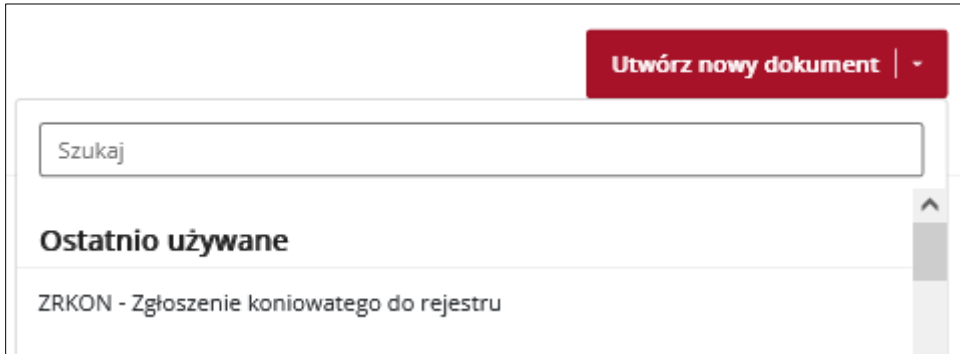 Utwórz nowy dokument
Szukaj
Ostatnio używane
ZRKON - Zgłoszenie koniowatego do rejestru